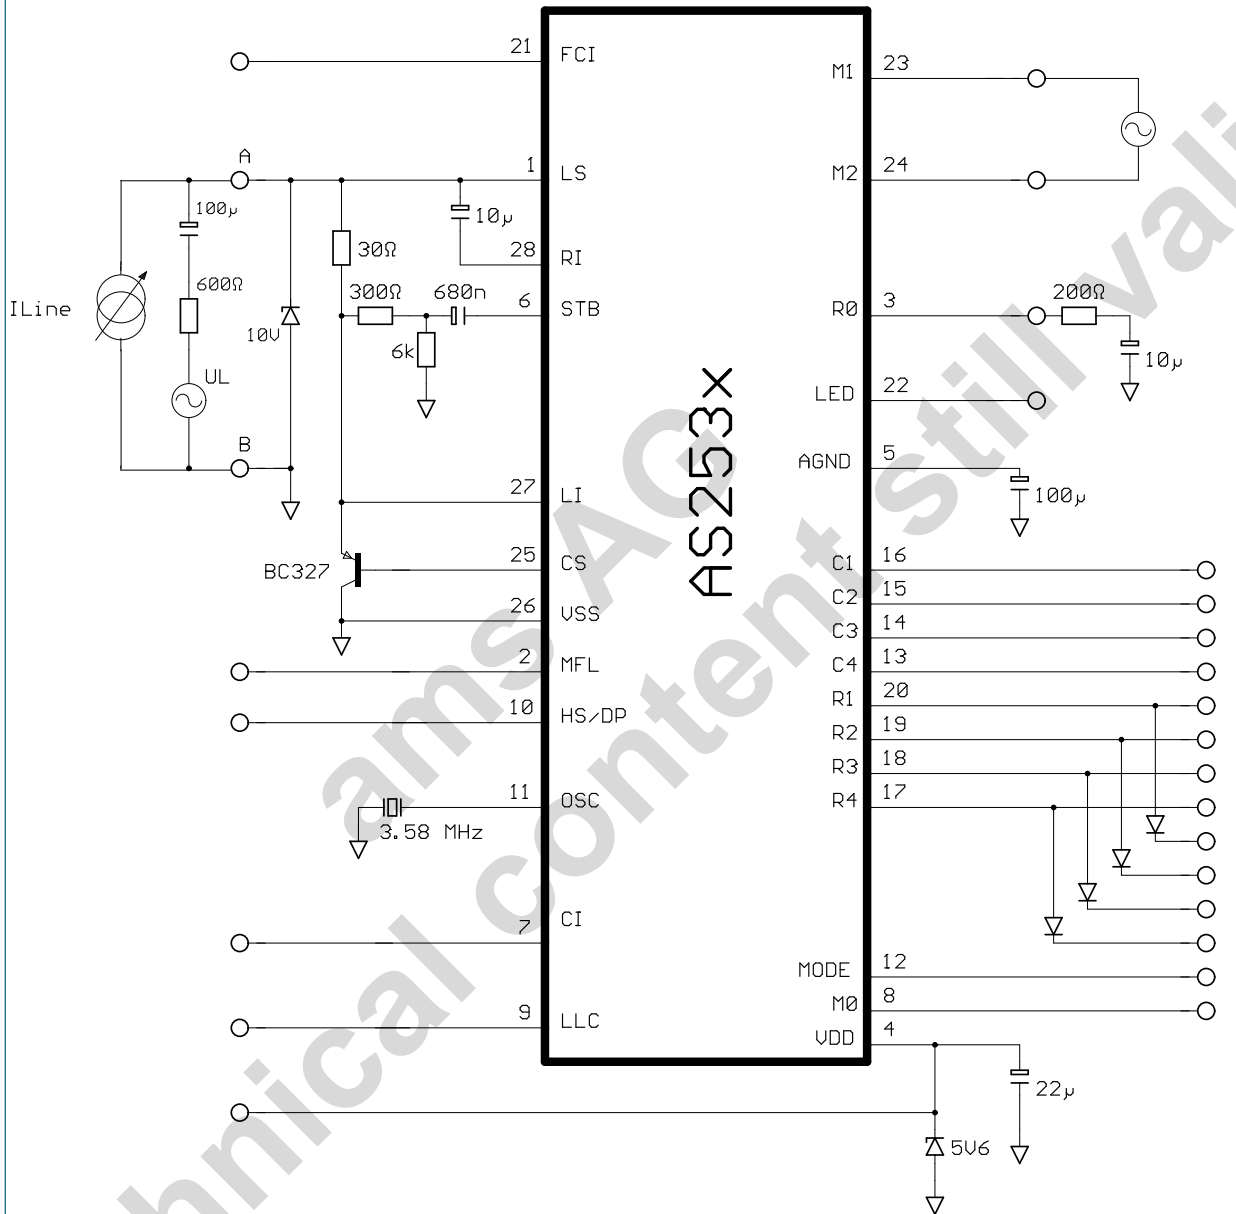 21 FCI
M1 23
A
1 LS
M2 24
100µ
10µ
30Ω
28 RI
600Ω
300Ω 680n
6 STB
R0 3
200Ω
ILine
10V
6k
10µ
UL
LED 22
B
AGND 5
100µ
27 LI
AS253x
BC327
25 CS
C1 16
26 VSS
C2 15
C3 14
2 MFL
C4 13
10 HS/DP
R1 20
R2 19
R3 18
11 OSC
R4 17
3.58 MHz
7 CI
MODE 12
9 LLC
M0 8
VDD 4
22µ
5V6
ams AG
hnical content still vali